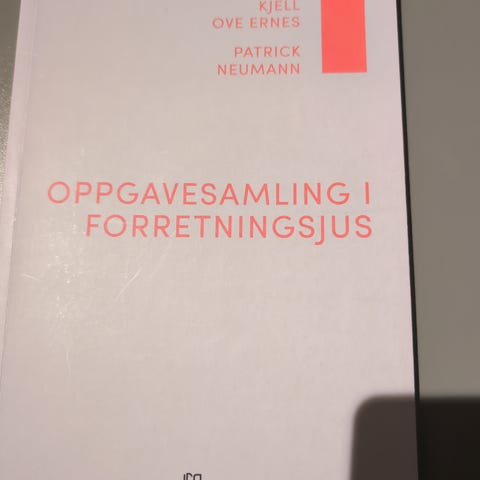 KJELL
OVE ERNES
PATRICK
NEUMANN
OPPGAVESAMLING I
FORRETNINGSJUS